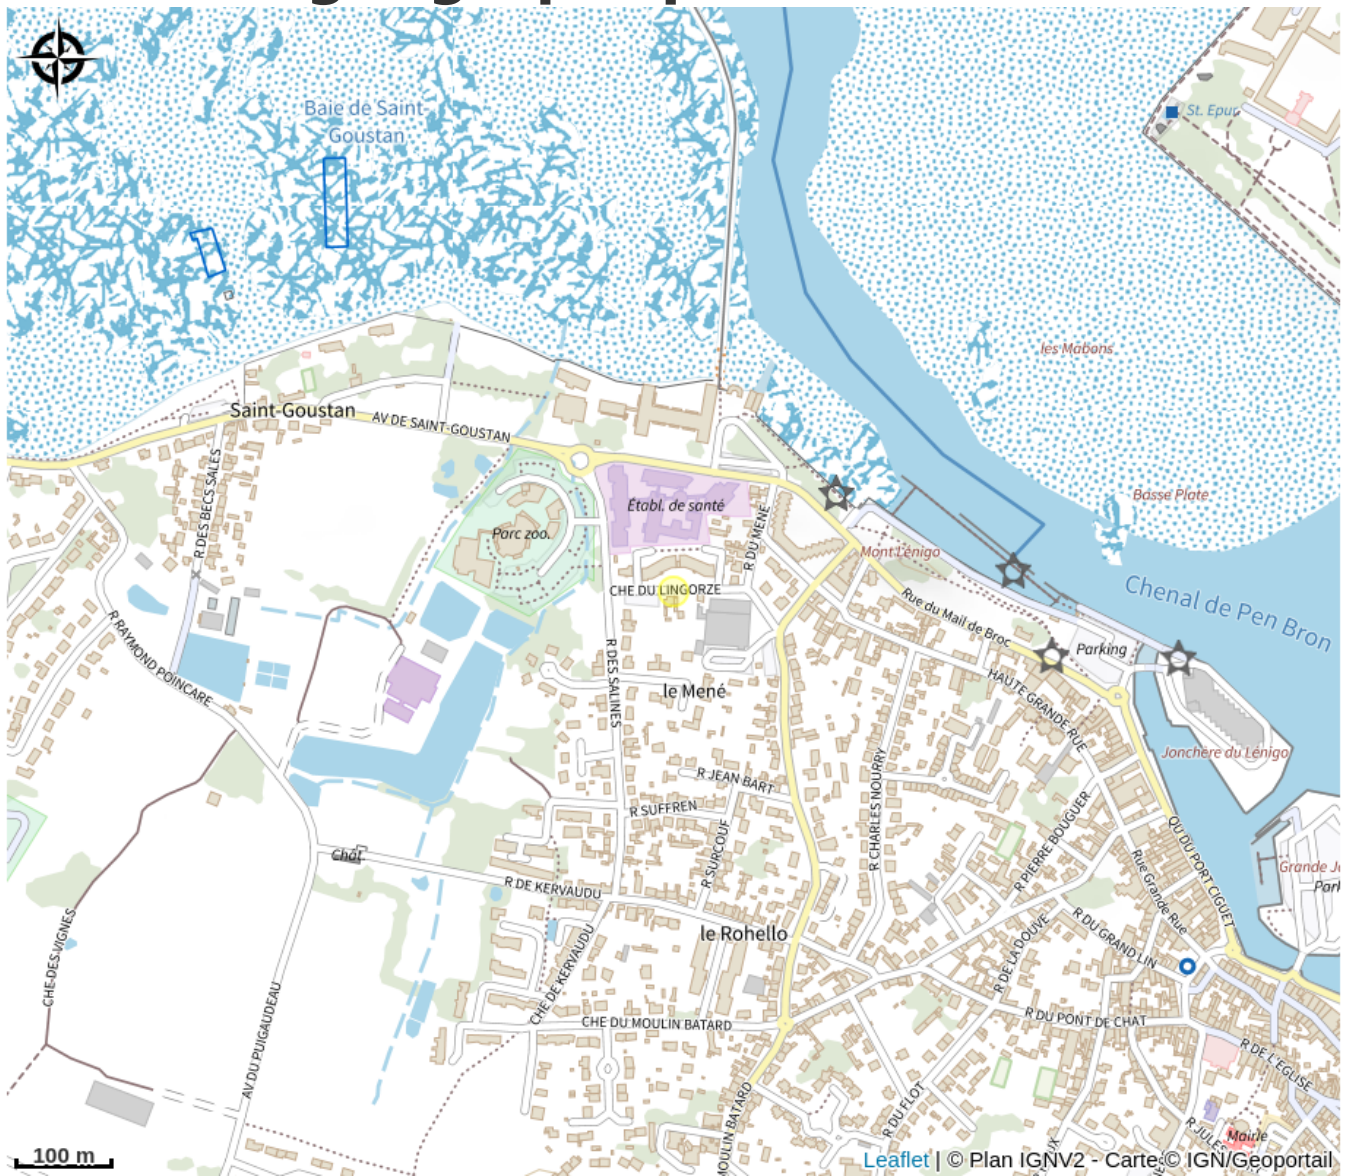 Baie de Saint-
Goustan
St. Epur.
les Mabons
Saint-Goustan
AV DE SAINT-GOUSTAN
R DES BECS SALES
Parc zoo.
Établ. de santé
R DU MENE
Basse Plate
Mont Lénigo
Chenal de Pen Bron
CHE DU LINGORZE
Rue du Mail de Broc
Parking
R RAYMOND POINCARE
R DES SALINES
le Mené
HAUTE GRANDE RUE
Jonchère du Lénigo
R JEAN BART
R SUFFREN
R CHARLES NOURRY
R SURCOUF
R PIERRE BOUGUER
QU DU PORT CIGUET
Chât.
Grande J
Park
R DE KERVAUDU
Rue Grande Rue
CHE DES VIGNES
le Rohello
R DU GRAND LIN
R DE LA DOUVE
CHE DE KERVAUDU
AV DU PUIGAUDEAU
CHE DU MOULIN BATARD
R DU PONT DE CHAT
R DE L'EGLISE
MOULIN BATARD
R DU FLOT
UX
R JULES
Mairie
100 m
Leaflet | © Plan IGNV2 - Carte © IGN/Geoportail